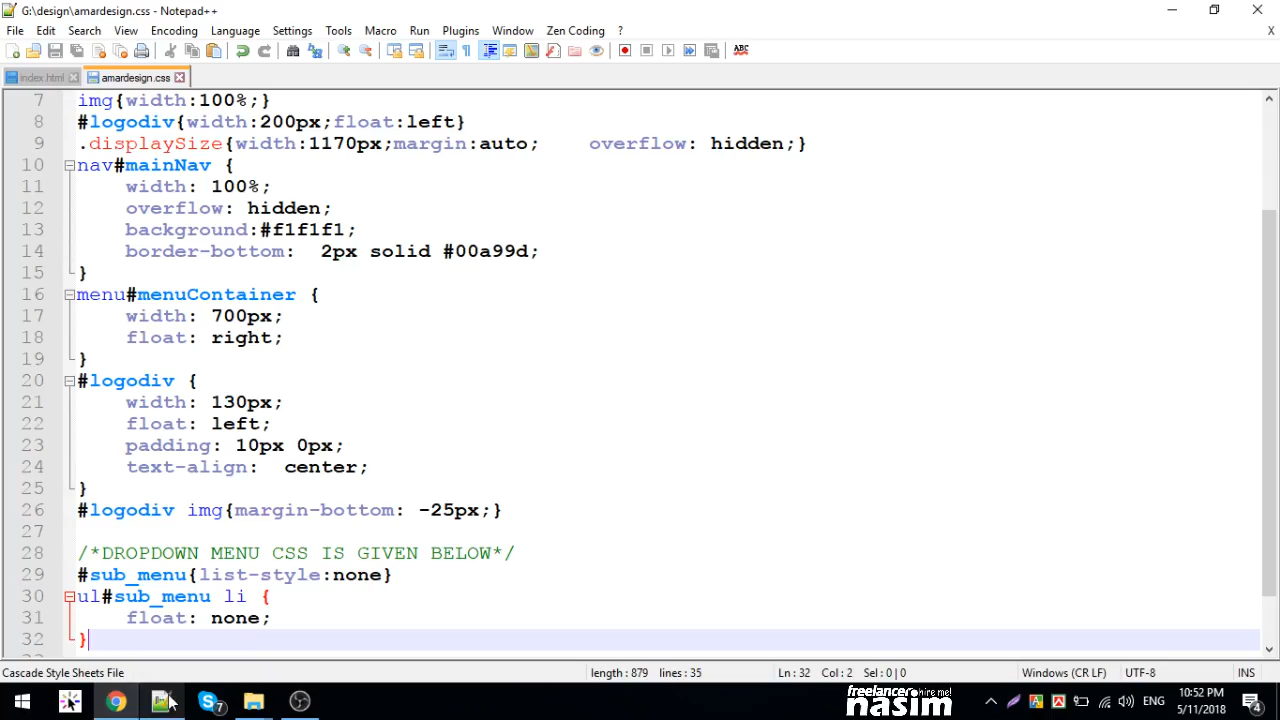 G:\design\amardesign.css - Notepad++
File Edit Search View Encoding Language Settings Tools Macro Run Plugins Window Zen Coding ? X
ABC
index.html amardesign.css
7 img{width:100%;}
8 #logodiv{width:200px;float:left}
9 .displaySize{width:1170px;margin:auto; overflow: hidden;}
10 nav#mainNav {
11 width: 100%;
12 overflow: hidden;
13 background:#f1f1f1;
14 border-bottom: 2px solid #00a99d;
15 }
16 menu#menuContainer {
17 width: 700px;
18 float: right;
19 }
20 #logodiv {
21 width: 130px;
22 float: left;
23 padding: 10px 0px;
24 text-align: center;
25 }
26 #logodiv img{margin-bottom: -25px;}
27
28 /*DROPDOWN MENU CSS IS GIVEN BELOW*/
29 #sub_menu{list-style:none}
30 ul#sub_menu li {
31 float: none;
32 }
Cascade Style Sheets File length : 879 lines : 35 Ln : 32 Col : 2 Sel : 0 | 0 Windows (CR LF) UTF-8 INS
7 freelancer hire me! ENG 10:52 PM 4
nasim 5/11/2018